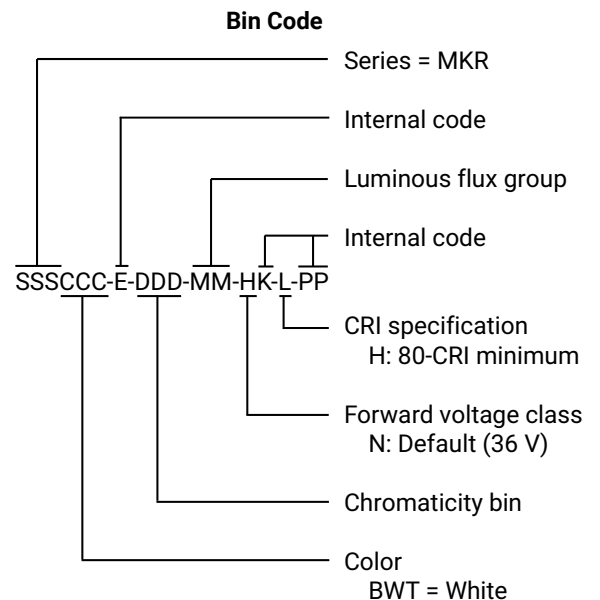 Bin Code
Series = MKR
Internal code
Luminous flux group
Internal code
SSSCCC-E-DDD-MM-HK-L-PP
CRI specification
H: 80-CRI minimum
Forward voltage class
N: Default (36 V)
Chromaticity bin
Color
BWT = White